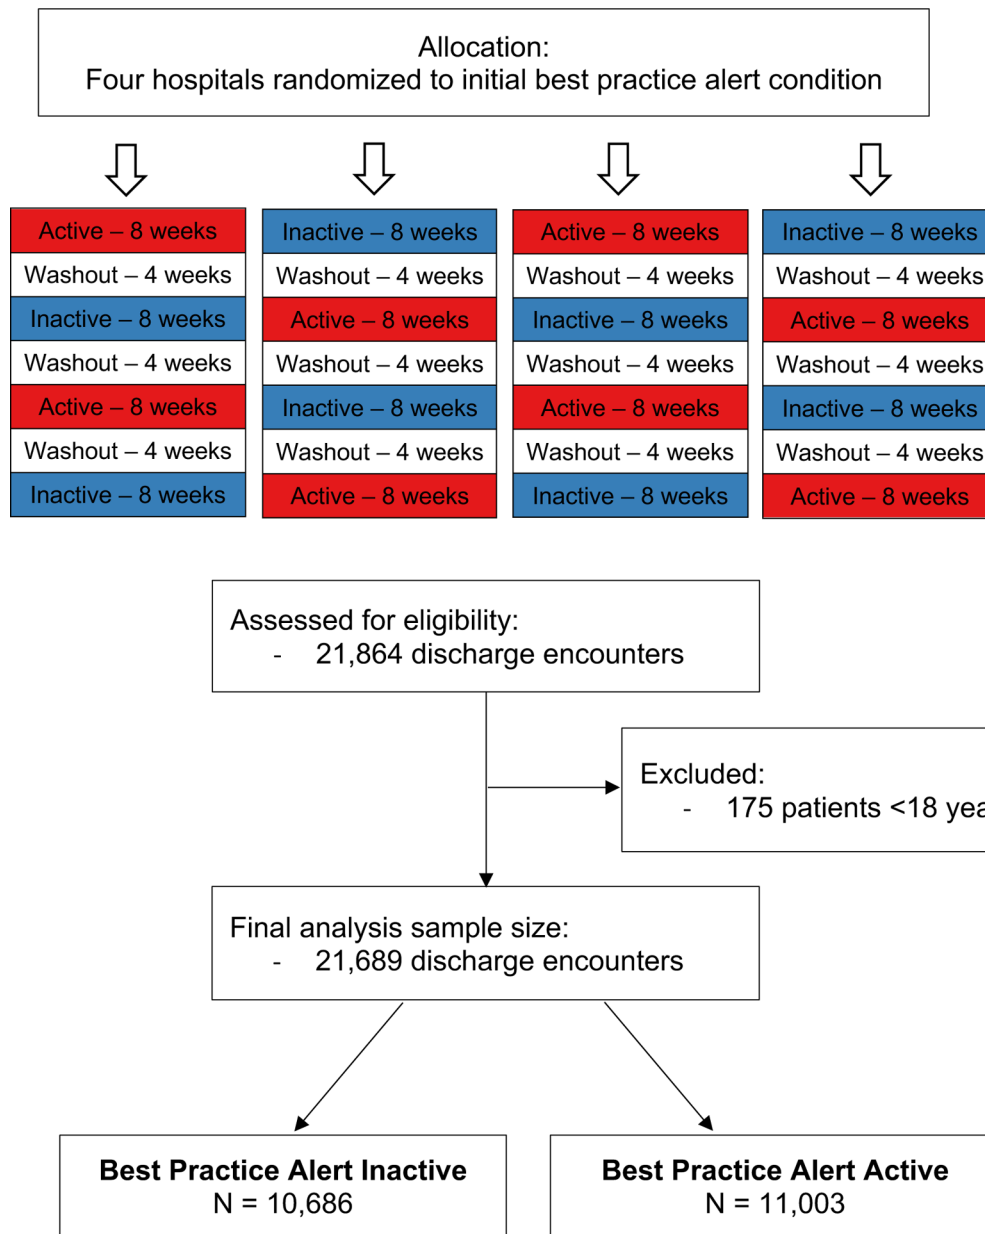 Allocation:
Four hospitals randomized to initial best practice alert condition
Active – 8 weeks
Washout – 4 weeks
Inactive – 8 weeks
Washout – 4 weeks
Active – 8 weeks
Washout – 4 weeks
Inactive – 8 weeks
Inactive – 8 weeks
Washout – 4 weeks
Active – 8 weeks
Washout – 4 weeks
Inactive – 8 weeks
Washout – 4 weeks
Active – 8 weeks
Active – 8 weeks
Washout – 4 weeks
Inactive – 8 weeks
Washout – 4 weeks
Active – 8 weeks
Washout – 4 weeks
Inactive – 8 weeks
Inactive – 8 weeks
Washout – 4 weeks
Active – 8 weeks
Washout – 4 weeks
Inactive – 8 weeks
Washout – 4 weeks
Active – 8 weeks
Assessed for eligibility:
- 21,864 discharge encounters
Excluded:
- 175 patients <18
Final analysis sample size:
- 21,689 discharge encounters
Best Practice Alert Inactive
N = 10,686
Best Practice Alert Active
N = 11,003